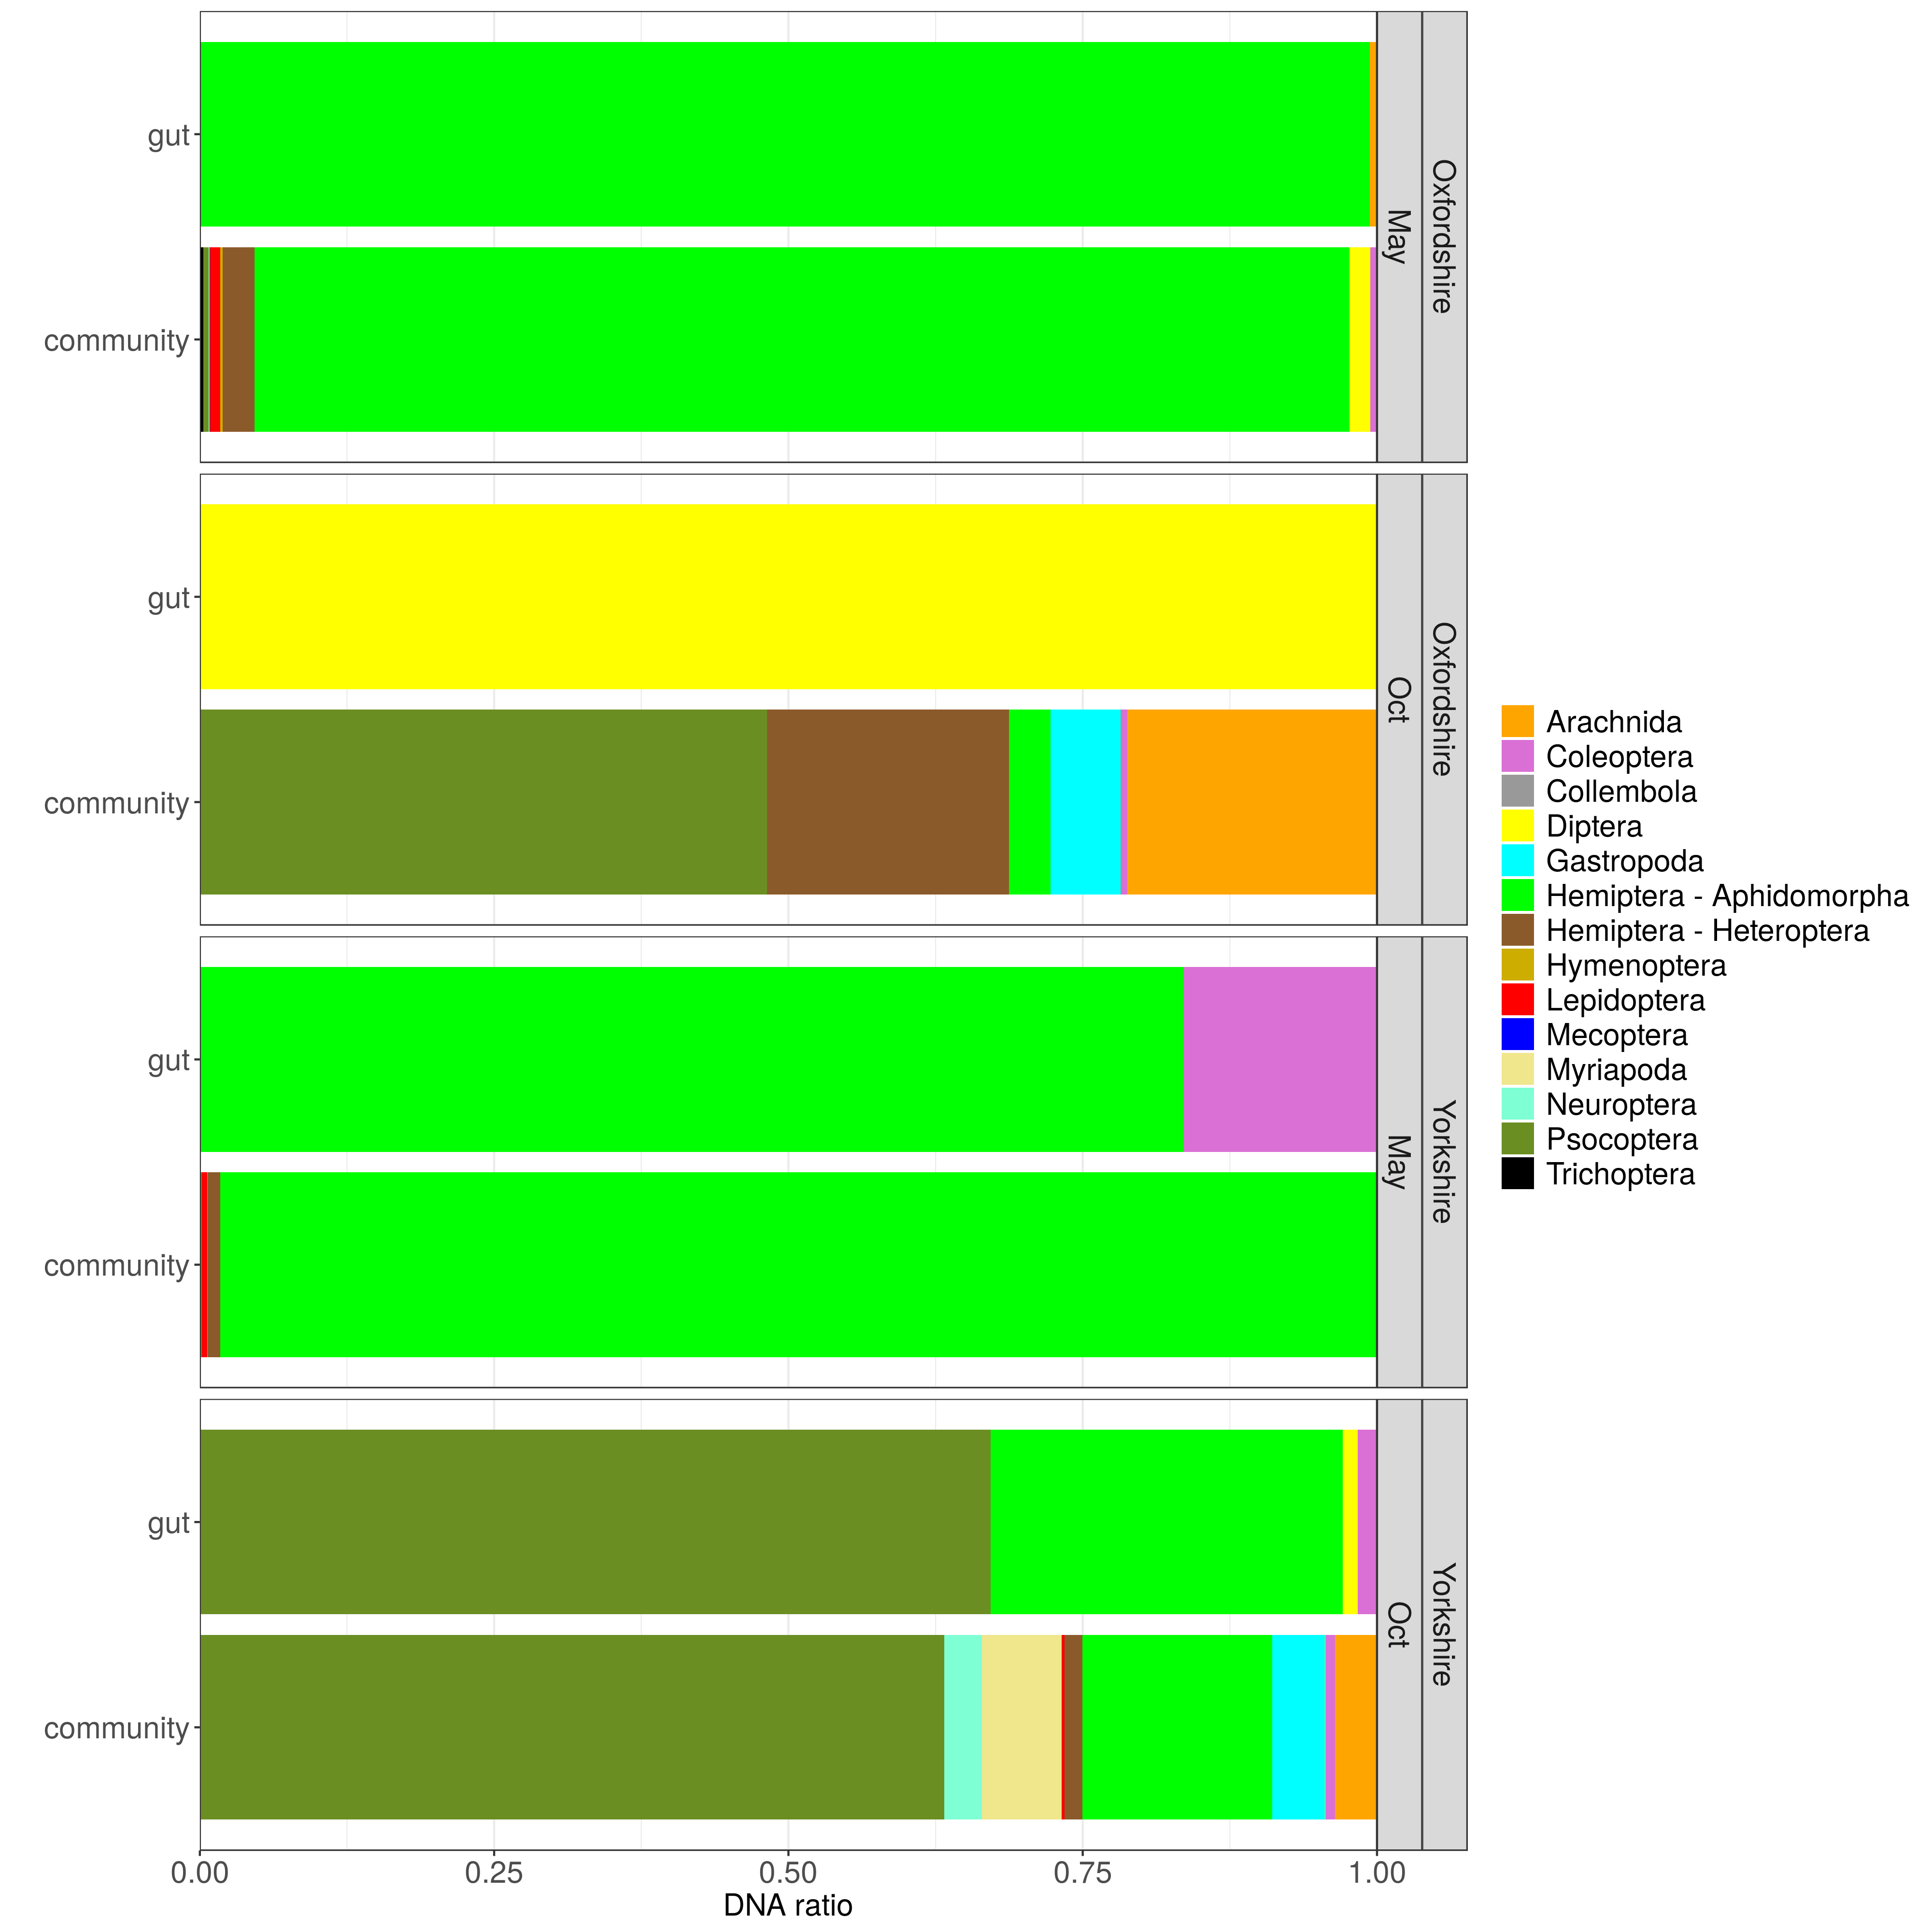 gut
community
May
Oxfordshire
gut
community
Oct
Oxfordshire
gut
community
May
Yorkshire
gut
community
Oct
Yorkshire
0.00 0.25 0.50 0.75 1.00
DNA ratio
Arachnida
Coleoptera
Collembola
Diptera
Gastropoda
Hemiptera - Aphidomorpha
Hemiptera - Heteroptera
Hymenoptera
Lepidoptera
Mecoptera
Myriapoda
Neuroptera
Psocoptera
Trichoptera